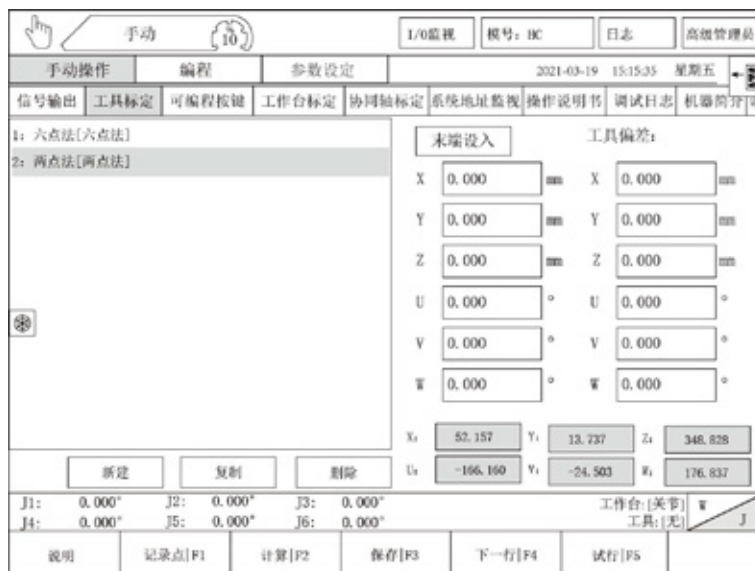 手动 10 I/O监视 模号: HC 日志 高级管理员
手动操作 编程 参数设定 2021-03-19 15:15:35 星期五
信号输出 工具标定 可编程按键 工作台标定 协同轴标定 系统地址监视 操作说明书 调试日志 机器简介
1: 六点法[六点法]
2: 两点法[两点法]
末端设入 工具偏差:
X 0.000 mm X 0.000 mm
Y 0.000 mm Y 0.000 mm
Z 0.000 mm Z 0.000 mm
U 0.000 ° U 0.000 °
V 0.000 ° V 0.000 °
W 0.000 ° W 0.000 °
X: 52.157 Y: 13.737 Z: 348.828
U: -166.160 V: -24.503 W: 176.837
新建 复制 删除
J1: 0.000° J2: 0.000° J3: 0.000° 工作台:[关节] W
J4: 0.000° J5: 0.000° J6: 0.000° 工具:[无] J
说明 记录点|F1 计算|F2 保存|F3 下一行|F4 试行|F5